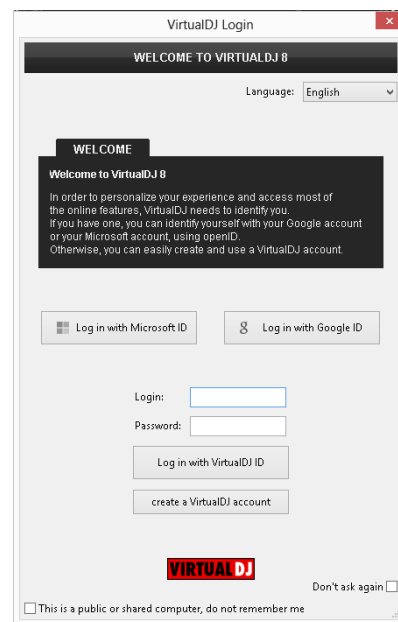 VirtualDJ Login
WELCOME TO VIRTUALDJ 8
Language: English
WELCOME
Welcome to VirtualDJ 8
In order to personalize your experience and access most of
the online features, VirtualDJ needs to identify you.
If you have one, you can identify yourself with your Google account
or your Microsoft account, using openID.
Otherwise, you can easily create and use a VirtualDJ account.
Log in with Microsoft ID
8 Log in with Google ID
Login:
Password:
Log in with VirtualDJ ID
create a VirtualDJ account
VIRTUAL DJ
Don't ask again
This is a public or shared computer, do not remember me